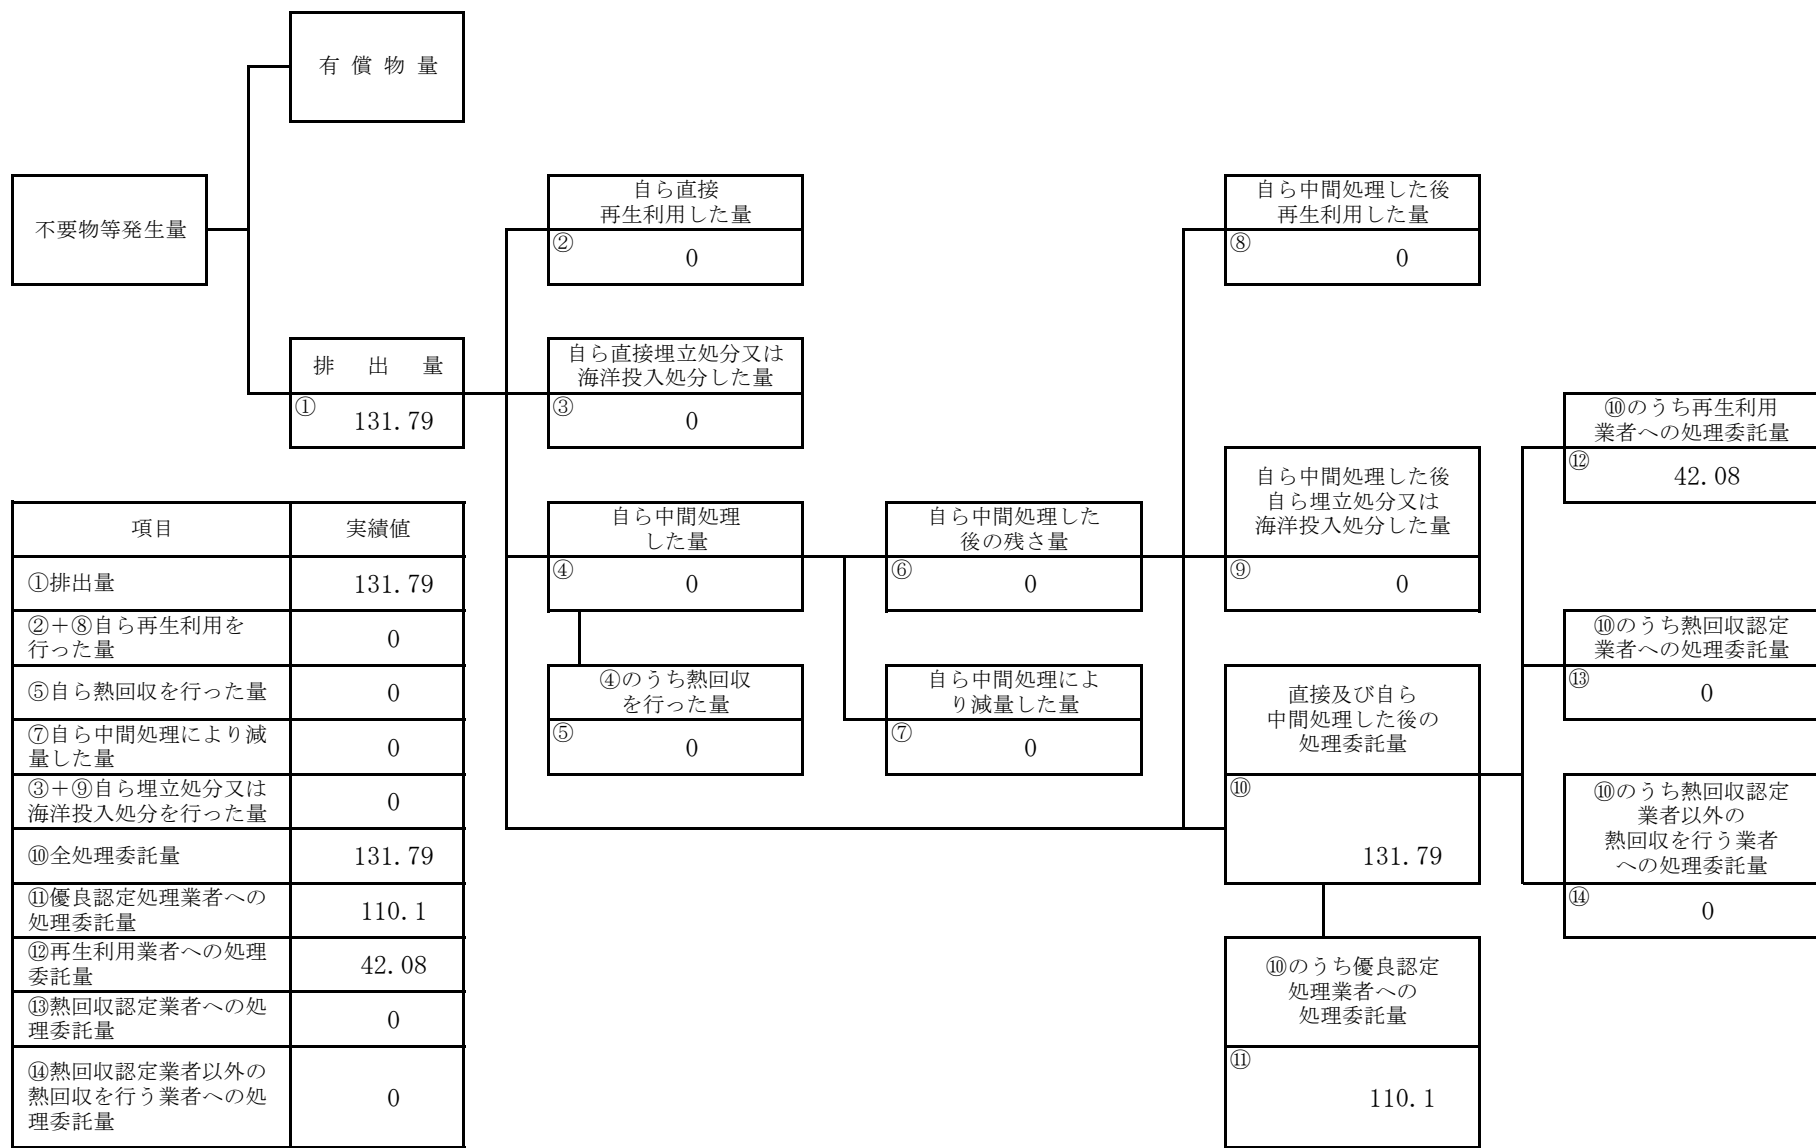 有 償 物 量
不要物等発生量
排 出 量
①
131.79
自ら直接
再生利用した量
②
0
自ら直接埋立処分又は
海洋投入処分した量
③
0
自ら中間処理
した量
④
0
④のうち熱回収
を行った量
⑤
0
自ら中間処理した
後の残さ量
⑥
0
自ら中間処理によ
り減量した量
⑦
0
自ら中間処理した後
再生利用した量
⑧
0
自ら中間処理した後
自ら埋立処分又は
海洋投入処分した量
⑨
0
直接及び自ら
中間処理した後の
処理委託量
⑩
131.79
⑩のうち優良認定
処理業者への
処理委託量
⑪
110.1
⑩のうち再生利用
業者への処理委託量
⑫
42.08
⑩のうち熱回収認定
業者への処理委託量
⑬
0
⑩のうち熱回収認定
業者以外の
熱回収を行う業者
への処理委託量
⑭
0
項目 実績値
①排出量 131.79
②+⑧自ら再生利用を
行った量
0
⑤自ら熱回収を行った量 0
⑦自ら中間処理により減
量した量
0
③+⑨自ら埋立処分又は
海洋投入処分を行った量
0
⑩全処理委託量 131.79
⑪優良認定処理業者への
処理委託量
110.1
⑫再生利用業者への処理
委託量
42.08
⑬熱回収認定業者への処
理委託量
0
⑭熱回収認定業者以外の
熱回収を行う業者への処
理委託量
0